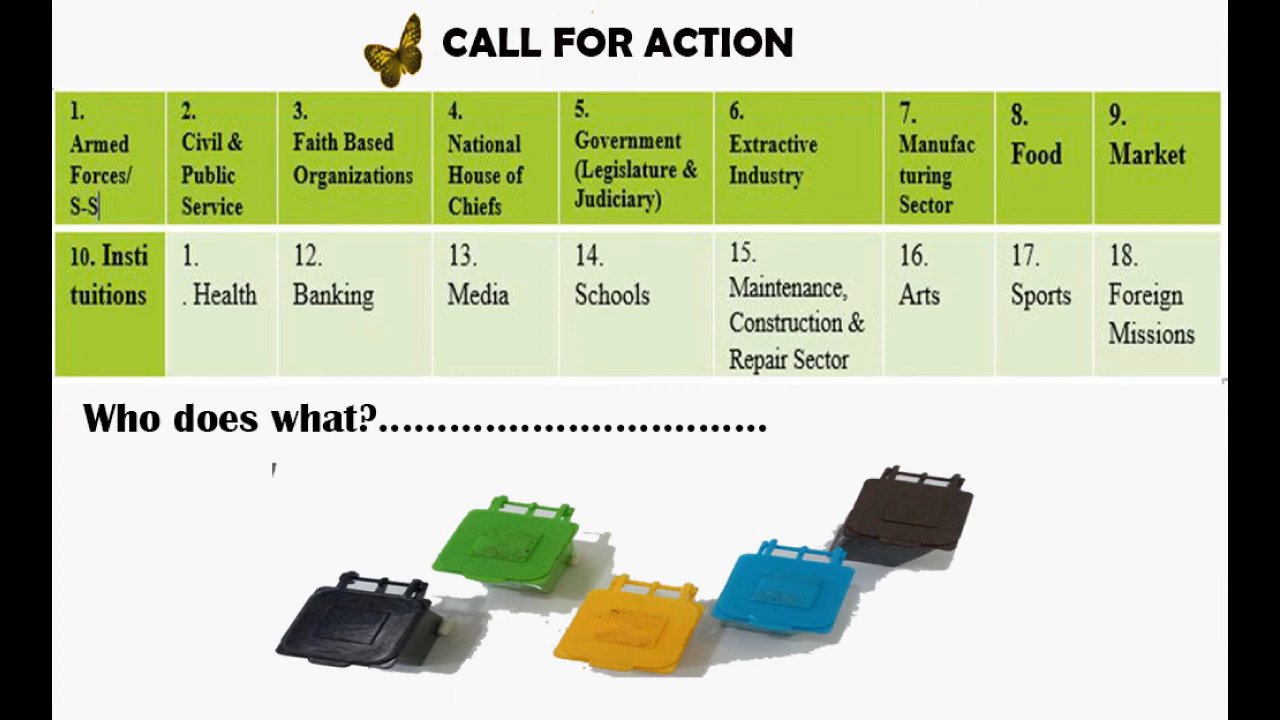 CALL FOR ACTION
1.
Armed
Forces/
S-S
2.
Civil &
Public
Service
3.
Faith Based
Organizations
4.
National
House of
Chiefs
5.
Government
(Legislature &
Judiciary)
6.
Extractive
Industry
7.
Manufac
turing
Sector
8.
Food
9.
Market
10. Insti
tuitions
1.
. Health
12.
Banking
13.
Media
14.
Schools
15.
Maintenance,
Construction &
Repair Sector
16.
Arts
17.
Sports
18.
Foreign
Missions
Who does what?.................................